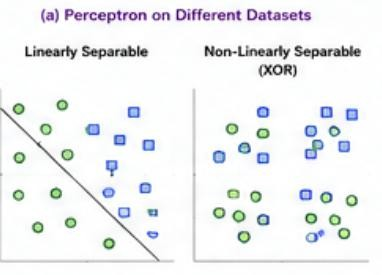 (a) Perceptron on Different Datasets
Linearly Separable
Non-Linearly Separable
(XOR)